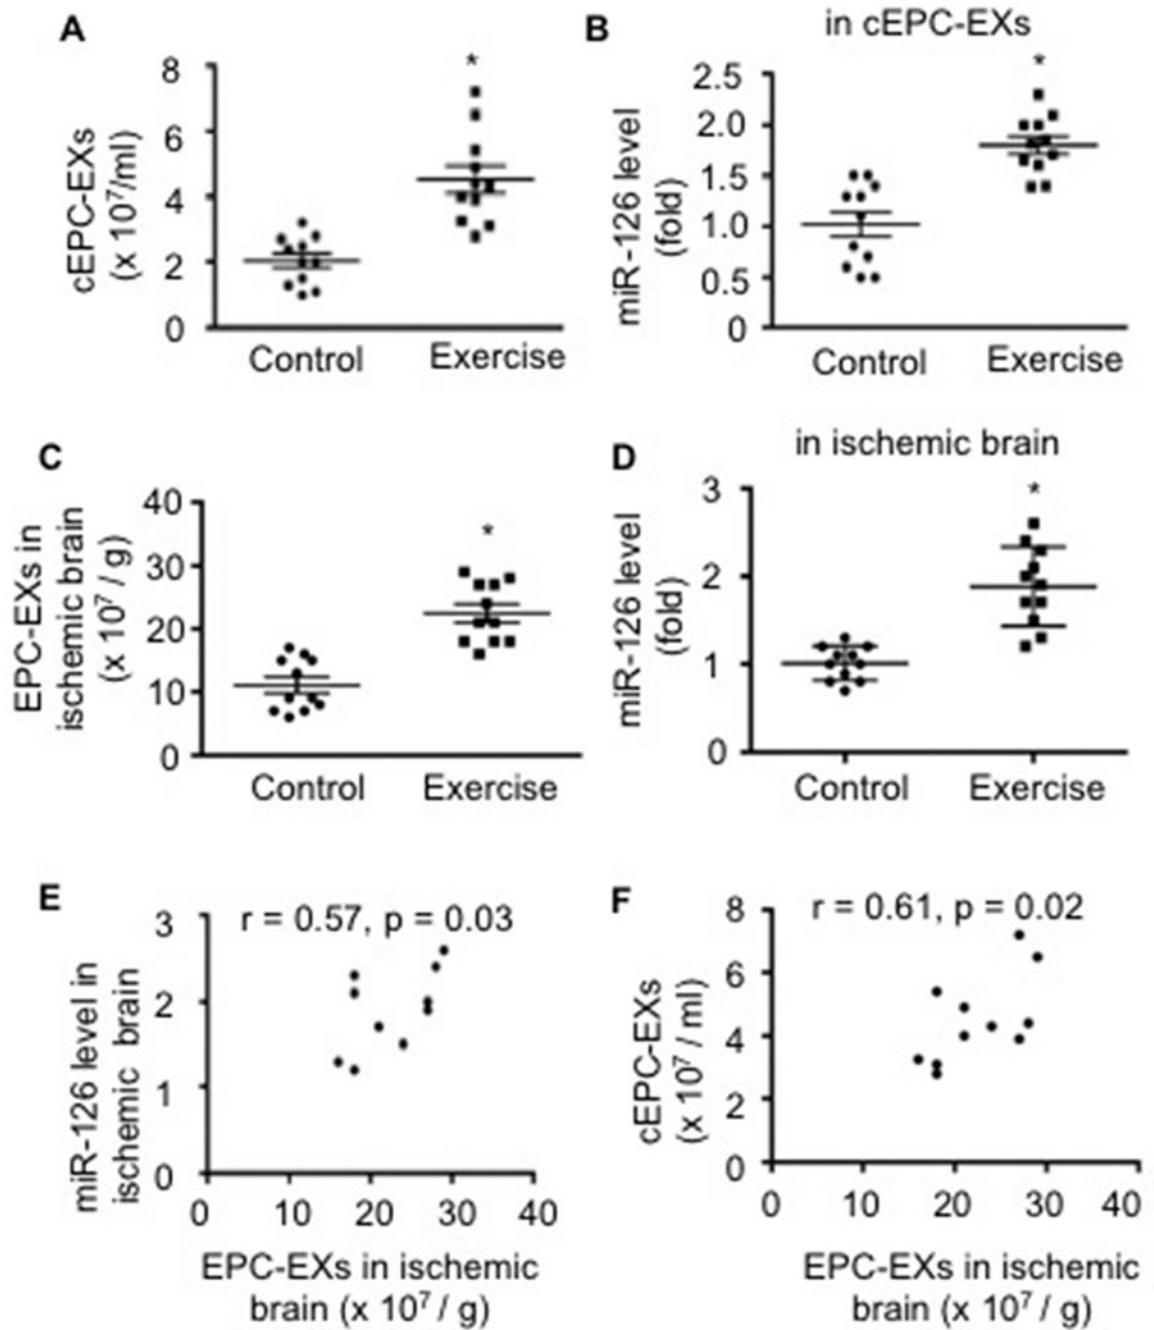 A
cEPC-EXs
(x 10⁷/ml)
8
6
4
2
0
*
Control
Exercise
B
in cEPC-EXs
miR-126 level
(fold)
2.5
2.0
1.5
1.0
0.5
0
*
Control
Exercise
C
EPC-EXs in
ischemic brain
(x 10⁷ / g)
40
30
20
10
0
*
Control
Exercise
D
in ischemic brain
miR-126 level
(fold)
3
2
1
0
*
Control
Exercise
E
r = 0.57, p = 0.03
miR-126 level in
ischemic brain
3
2
1
0
0 10 20 30 40
EPC-EXs in ischemic
brain (x 10⁷ / g)
F
r = 0.61, p = 0.02
cEPC-EXs
(x 10⁷ / ml)
8
6
4
2
0
0 10 20 30 40
EPC-EXs in ischemic
brain (x 10⁷ / g)